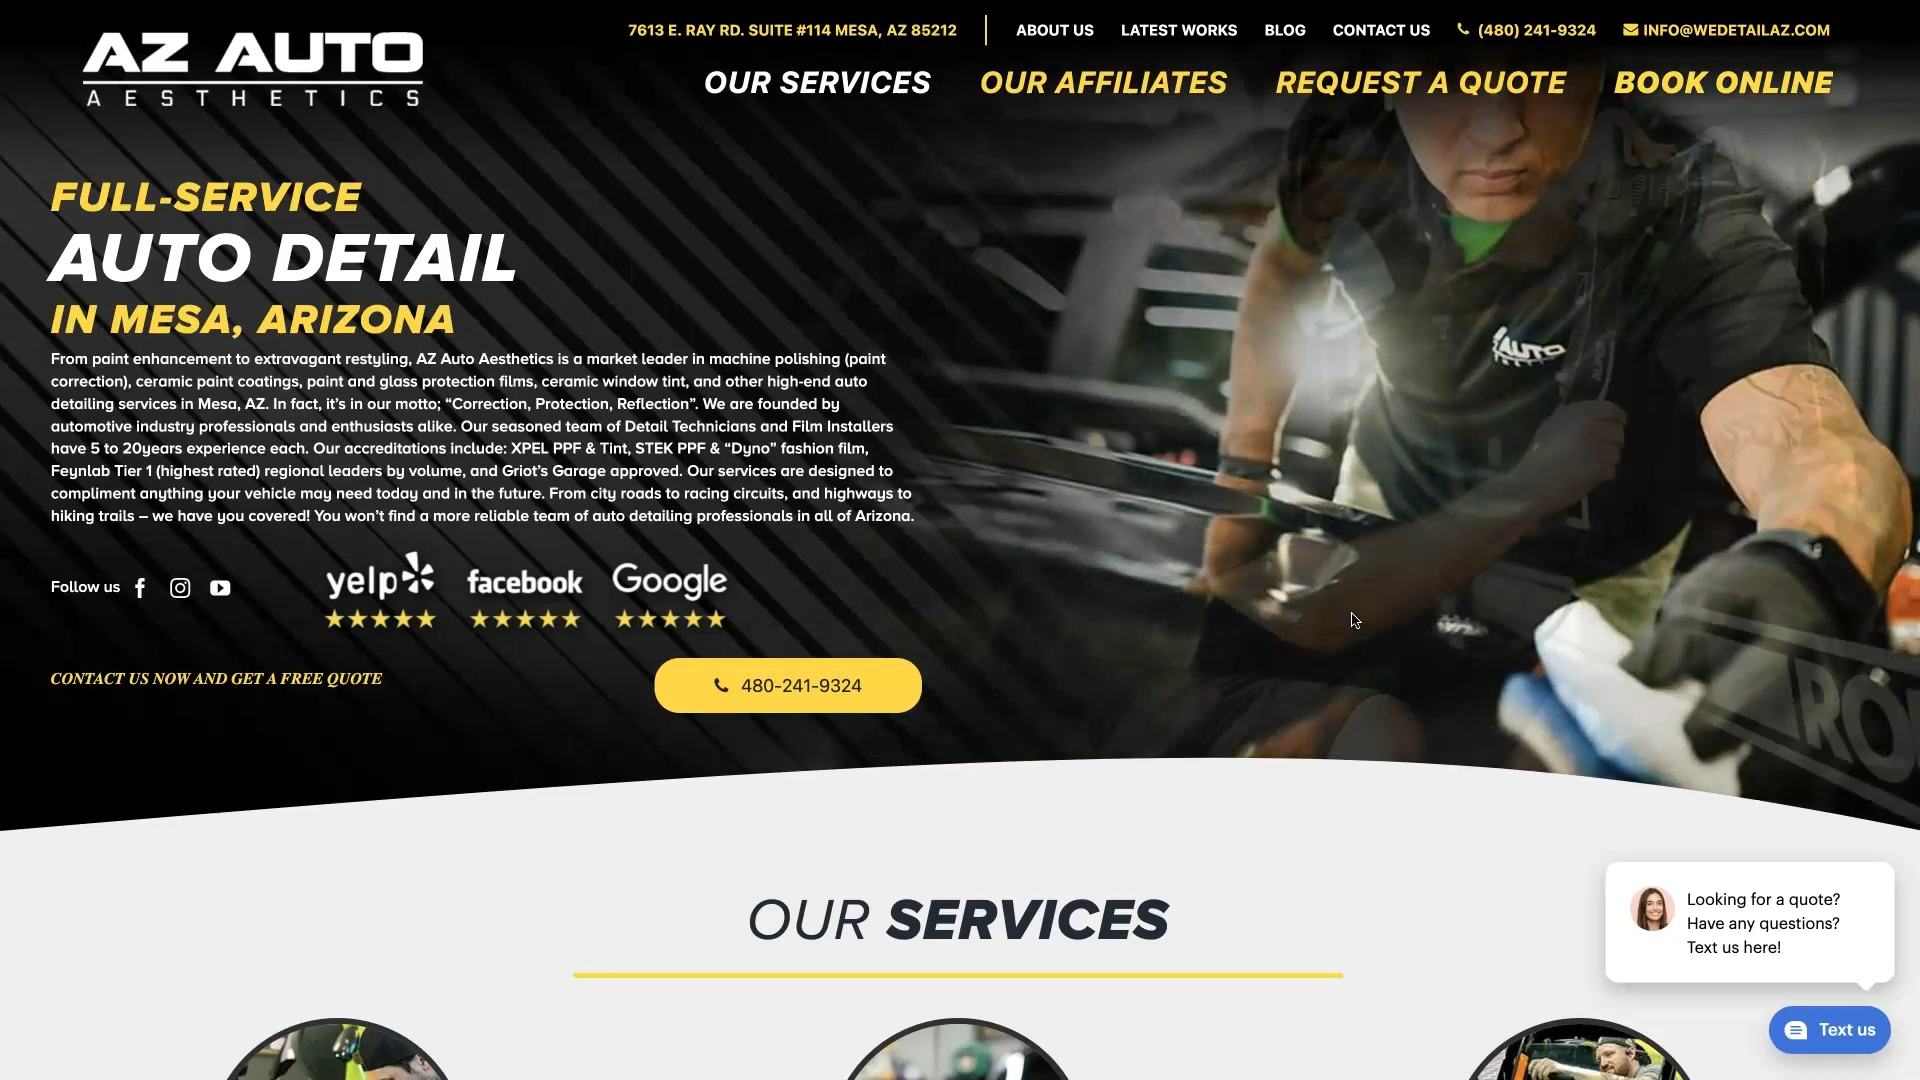 AZ AUTO
AESTHETICS
7613 E. RAY RD. SUITE #114 MESA, AZ 85212
ABOUT US
LATEST WORKS
BLOG
CONTACT US
(480) 241-9324
INFO@WEDETAILAZ.COM
OUR SERVICES
OUR AFFILIATES
REQUEST A QUOTE
BOOK ONLINE
FULL-SERVICE
AUTO DETAIL
IN MESA, ARIZONA
From paint enhancement to extravagant restyling, AZ Auto Aesthetics is a market leader in machine polishing (paint
correction), ceramic paint coatings, paint and glass protection films, ceramic window tint, and other high-end auto
detailing services in Mesa, AZ. In fact, it’s in our motto; “Correction, Protection, Reflection”. We are founded by
automotive industry professionals and enthusiasts alike. Our seasoned team of Detail Technicians and Film Installers
have 5 to 20years experience each. Our accreditations include: XPEL PPF & Tint, STEK PPF & “Dyno” fashion film,
Feynlab Tier 1 (highest rated) regional leaders by volume, and Griot’s Garage approved. Our services are designed to
compliment anything your vehicle may need today and in the future. From city roads to racing circuits, and highways to
hiking trails – we have you covered! You won’t find a more reliable team of auto detailing professionals in all of Arizona.
Follow us
yelp
facebook
Google
CONTACT US NOW AND GET A FREE QUOTE
480-241-9324
AUTO
OUR SERVICES
Looking for a quote?
Have any questions?
Text us here!
Text us